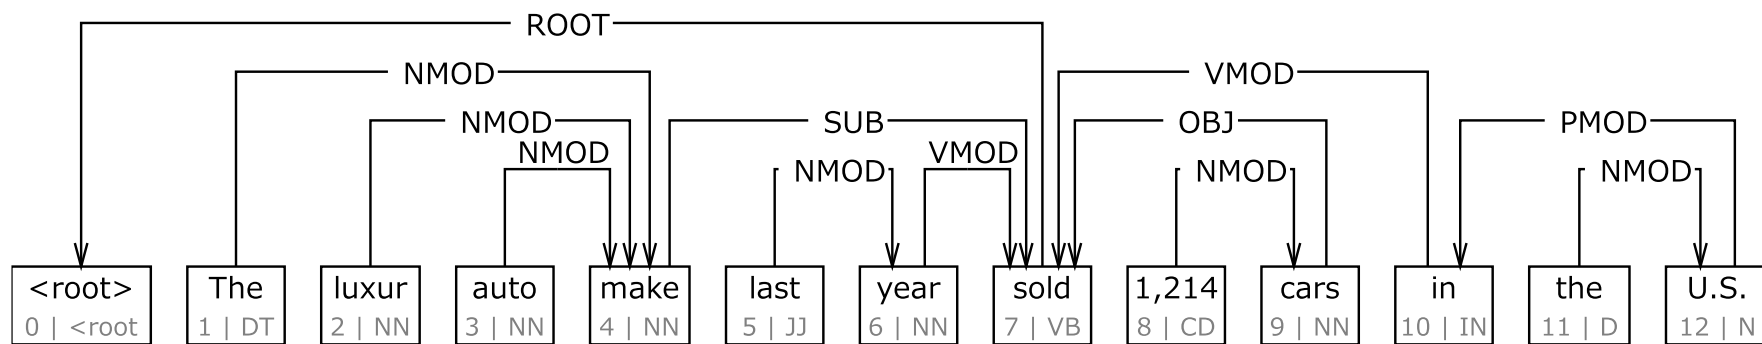 ROOT
NMOD VMOD
NMOD SUB OBJ PMOD
NMOD VMOD
NMOD NMOD NMOD
<root> The luxur auto make last year sold 1,214 cars in the U.S.
0 | <root 1 | DT 2 | NN 3 | NN 4 | NN 5 | JJ 6 | NN 7 | VB 8 | CD 9 | NN 10 | IN 11 | D 12 | N